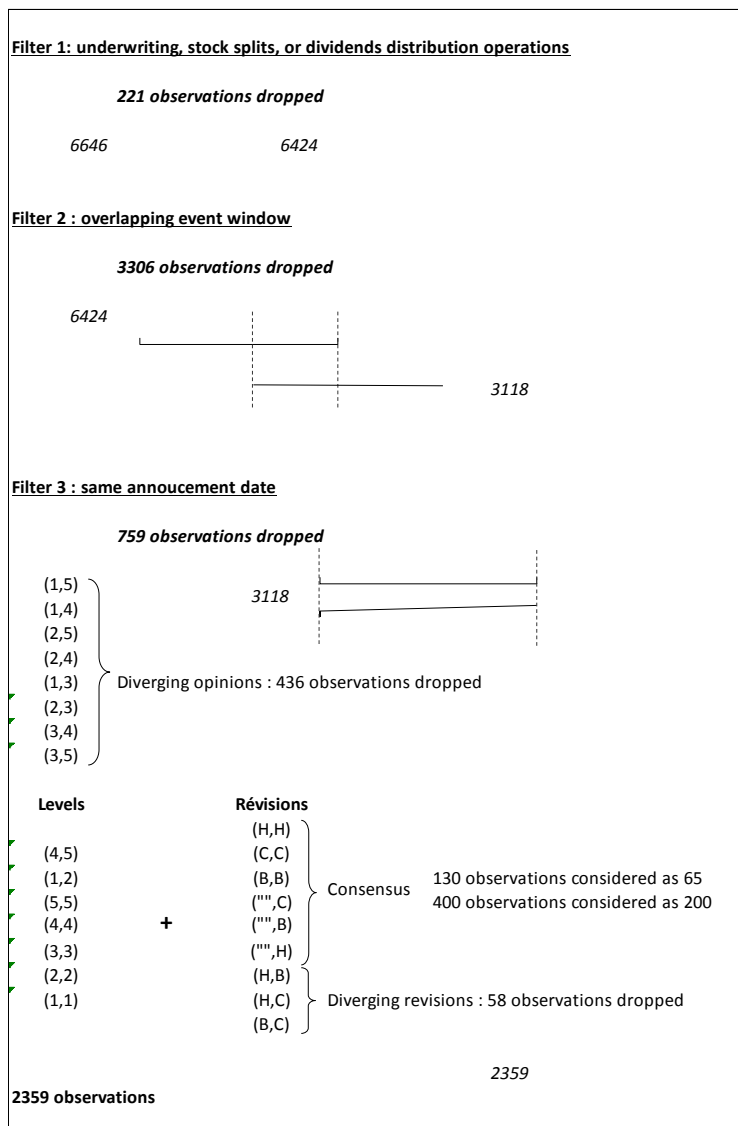 Filter 1: underwriting, stock splits, or dividends distribution operations
221 observations dropped
6646 6424
Filter 2 : overlapping event window
3306 observations dropped
6424
3118
Filter 3 : same annoucement date
759 observations dropped
(1,5)
3118
(1,4)
(2,5)
(2,4)
(1,3) Diverging opinions : 436 observations dropped
(2,3)
(3,4)
(3,5)
Levels Révisions
(H,H)
(4,5) (C,C)
(1,2) (B,B) Consensus 130 observations considered as 65
(5,5) ("",C) 400 observations considered as 200
(4,4) + ("",B)
(3,3) ("",H)
(2,2) (H,B)
(1,1) (H,C) Diverging revisions : 58 observations dropped
(B,C)
2359
2359 observations